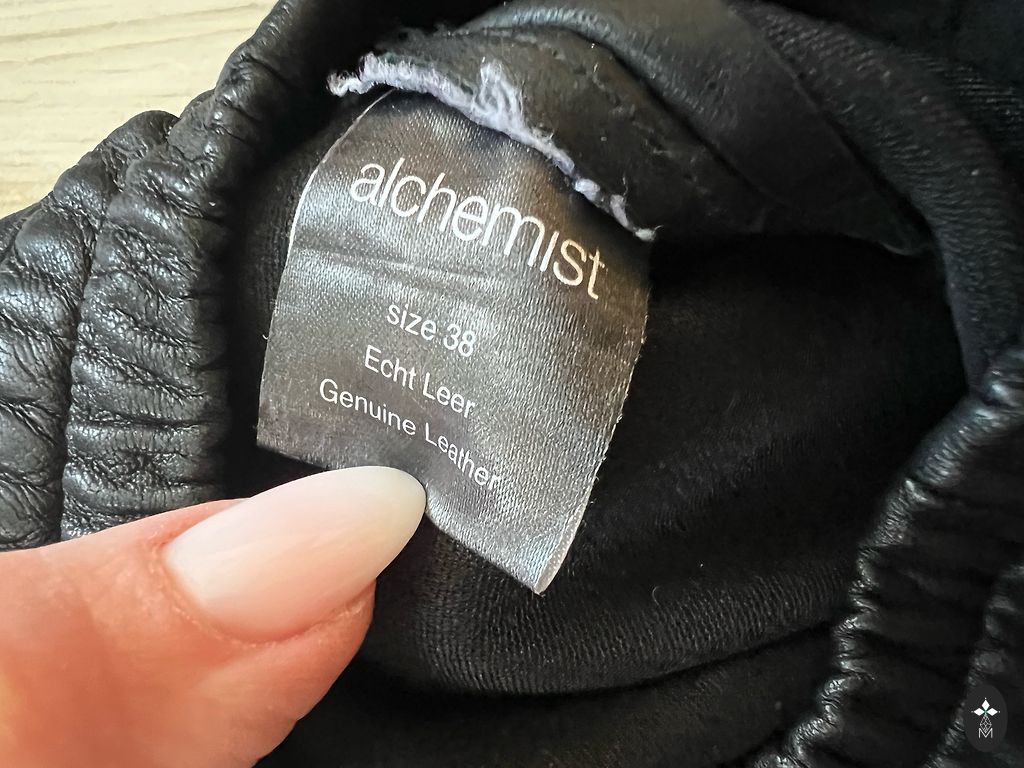 alchemist
size 38
Echt Leer
Genuine Leather